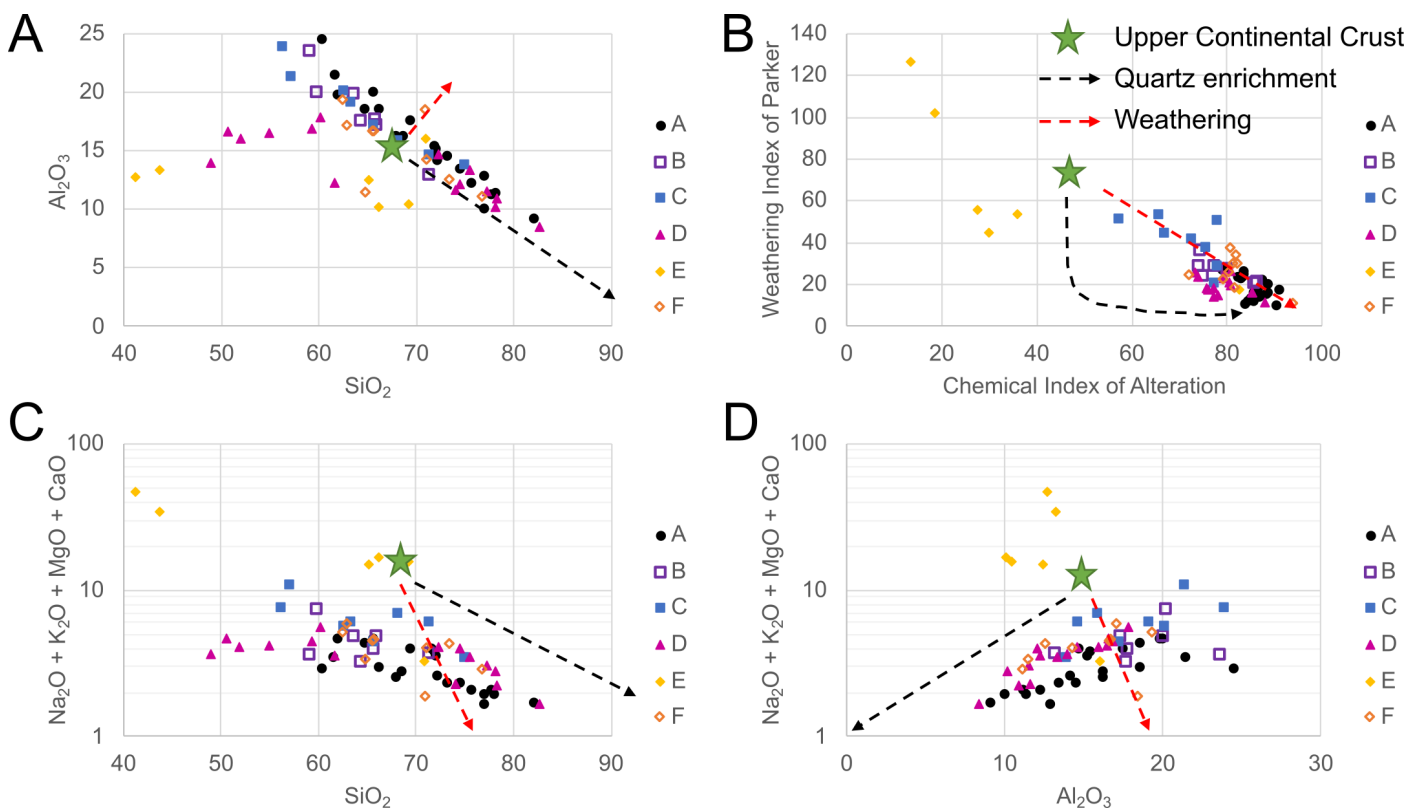 A
Al₂O₃
25
20
15
10
5
0
40
50
60
70
80
90
SiO₂
A
B
C
D
E
F
B
Weathering Index of Parker
140
120
100
80
60
40
20
0
0
20
40
60
80
100
Chemical Index of Alteration
Upper Continental Crust
Quartz enrichment
Weathering
A
B
C
D
E
F
C
Na₂O + K₂O + MgO + CaO
100
10
1
40
50
60
70
80
90
SiO₂
A
B
C
D
E
F
D
Na₂O + K₂O + MgO + CaO
100
10
1
0
10
20
30
Al₂O₃
A
B
C
D
E
F